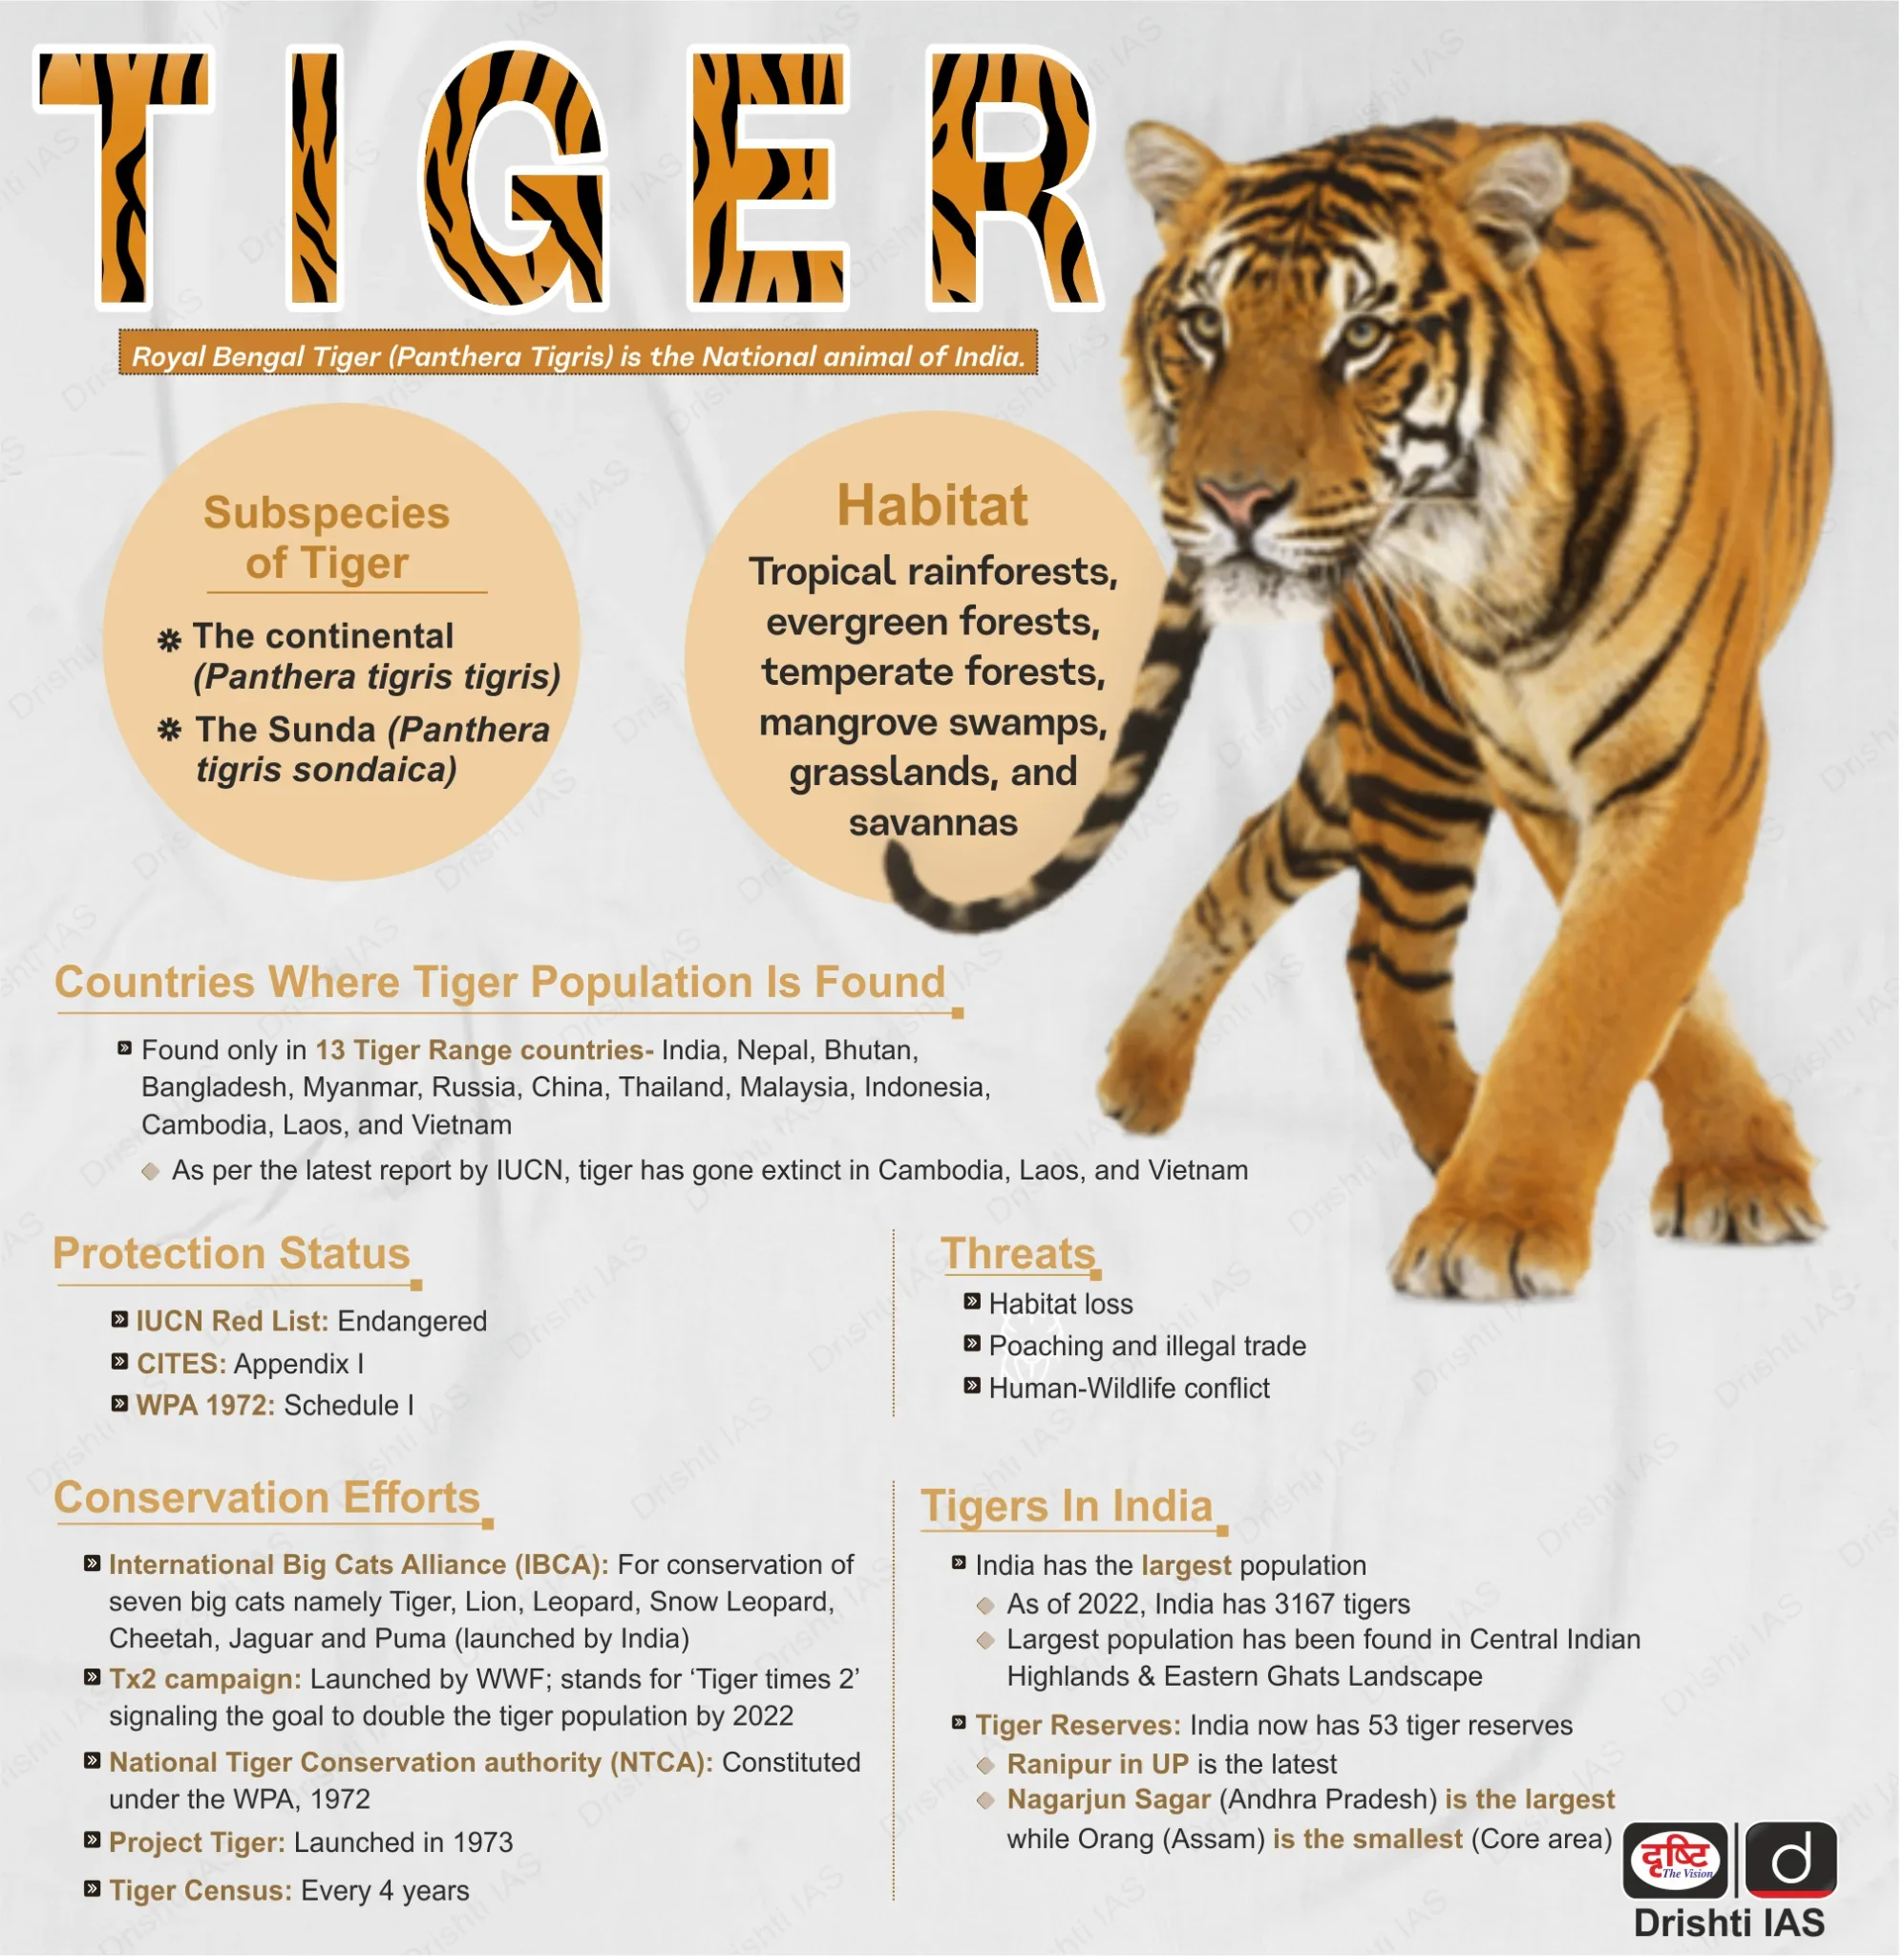 TIGER
Royal Bengal Tiger (Panthera Tigris) is the National animal of India.
Subspecies
of Tiger
The continental
(Panthera tigris tigris)
The Sunda (Panthera
tigris sondaica)
Habitat
Tropical rainforests,
evergreen forests,
temperate forests,
mangrove swamps,
grasslands, and
savannas
Countries Where Tiger Population Is Found
Found only in 13 Tiger Range countries- India, Nepal, Bhutan,
Bangladesh, Myanmar, Russia, China, Thailand, Malaysia, Indonesia,
Cambodia, Laos, and Vietnam
As per the latest report by IUCN, tiger has gone extinct in Cambodia, Laos, and Vietnam
Protection Status
IUCN Red List: Endangered
CITES: Appendix I
WPA 1972: Schedule I
Threats
Habitat loss
Poaching and illegal trade
Human-Wildlife conflict
Conservation Efforts
International Big Cats Alliance (IBCA): For conservation of
seven big cats namely Tiger, Lion, Leopard, Snow Leopard,
Cheetah, Jaguar and Puma (launched by India)
Tx2 campaign: Launched by WWF; stands for ‘Tiger times 2’
signaling the goal to double the tiger population by 2022
National Tiger Conservation authority (NTCA): Constituted
under the WPA, 1972
Project Tiger: Launched in 1973
Tiger Census: Every 4 years
Tigers In India
India has the largest population
As of 2022, India has 3167 tigers
Largest population has been found in Central Indian
Highlands & Eastern Ghats Landscape
Tiger Reserves: India now has 53 tiger reserves
Ranipur in UP is the latest
Nagarjun Sagar (Andhra Pradesh) is the largest
while Orang (Assam) is the smallest (Core area)
दृष्टि
The Vision
d
Drishti IAS